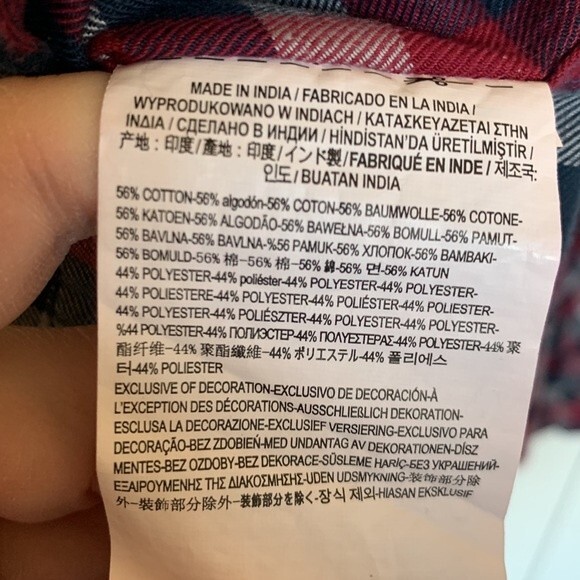 MADE IN INDIA / FABRICADO EN LA INDIA /
WYPRODUKOWANO W INDIACH / ΚΑΤΑΣΚΕΥΑΖΕΤΑΙ ΣΤΗΝ
ΙΝΔΙΑ / СДЕЛАНО В ИНДИИ / HİNDİSTAN'DA ÜRETİLMİŞTİR /
产地：印度/產地：印度/インド製/FABRIQUÉ EN INDE / 제조국:
인도/ BUATAN INDIA
56% COTTON-56% algodón-56% COTON-56% BAUMWOLLE-56% COTONE-
56% KATOEN-56% ALGODÃO-56% BAWEŁNA-56% BOMULL-56% PAMUT-
56% BAVLNA-56% BAVLNA-%56 PAMUK-56% ХЛОПОК-56% ΒΑΜΒΑΚΙ-
56% BOMULD-56% 棉-56% 棉-56% 綿-56% 면-56% KATUN
44% POLYESTER-44% poliéster-44% POLYESTER-44% POLYESTER-
44% POLIESTERE-44% POLYESTER-44% POLIÉSTER-44% POLIESTER-
44% POLYESTER-44% POLIÉSZTER-44% POLYESTER-44% POLYESTER-
%44 POLYESTER-44% ПОЛИЭСТЕР-44% ΠΟΛΥΕΣΤΕΡΑΣ-44% POLYESTER-44% 聚
酯纤维-44% 聚酯纖維-44% ポリエステル-44% 폴리에스
터-44% POLIESTER
EXCLUSIVE OF DECORATION-EXCLUSIVO DE DECORACIÓN-À
L'EXCEPTION DES DÉCORATIONS-AUSSCHLIEßLICH DEKORATION-
ESCLUSA LA DECORAZIONE-EXCLUSIEF VERSIERING-EXCLUSIVO PARA
DECORAÇÃO-BEZ ZDOBIEŃ-MED UNDANTAG AV DEKORATIONEN-DÍSZ
MENTES-BEZ OZDOBY-BEZ DEKORACE-SÜSLEME HARİÇ-БЕЗ УКРАШЕНИЙ-
ΕΞΑΙΡΟΥΜΕΝΗΣ ΤΗΣ ΔΙΑΚΟΣΜΗΣΗΣ-UDEN UDSMYKNING-装饰部分除
外-裝飾部分除外-装飾部分を除く-장식 제외-HIASAN EKSKLUSIF